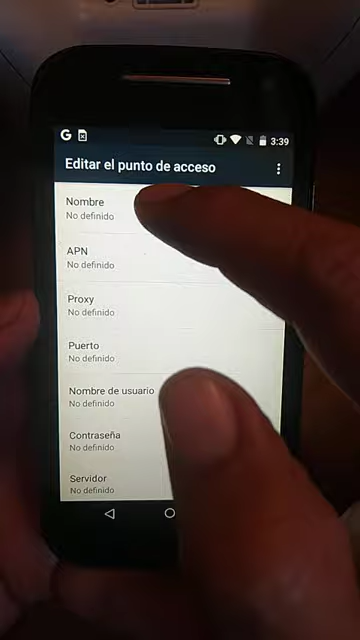 G 3:39
Editar el punto de acceso
Nombre
No definido
APN
No definido
Proxy
No definido
Puerto
No definido
Nombre de usuario
No definido
Contraseña
No definido
Servidor
No definido